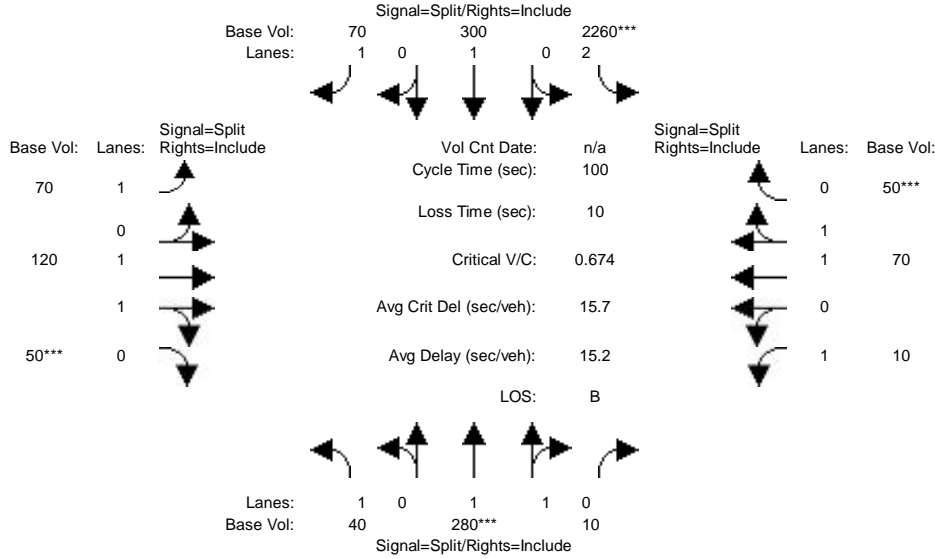 Signal=Split/Rights=Include
Base Vol: 70 300 2260***
Lanes: 1 0 1 0 2
Signal=Split
Rights=Include
Base Vol: Lanes:
70 1
0
120 1
1
50*** 0
Vol Cnt Date: n/a
Cycle Time (sec): 100
Loss Time (sec): 10
Critical V/C: 0.674
Avg Crit Del (sec/veh): 15.7
Avg Delay (sec/veh): 15.2
LOS: B
Signal=Split
Rights=Include
Lanes: Base Vol:
0 50***
1
1 70
0
1 10
Lanes: 1 0 1 1 0
Base Vol: 40 280*** 10
Signal=Split/Rights=Include